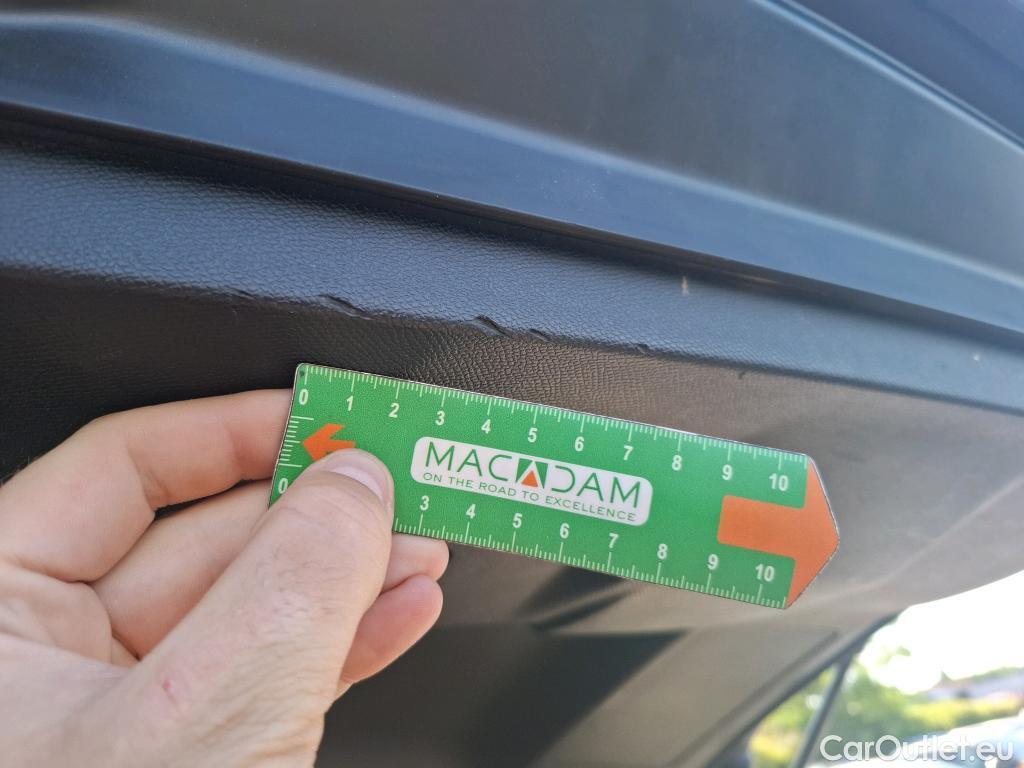 0 1 2 3 4 5 6 7 8 9 10
MACADAM
ON THE ROAD TO EXCELLENCE
0 3 4 5 6 7 8 9 10
CarOutlet.eu